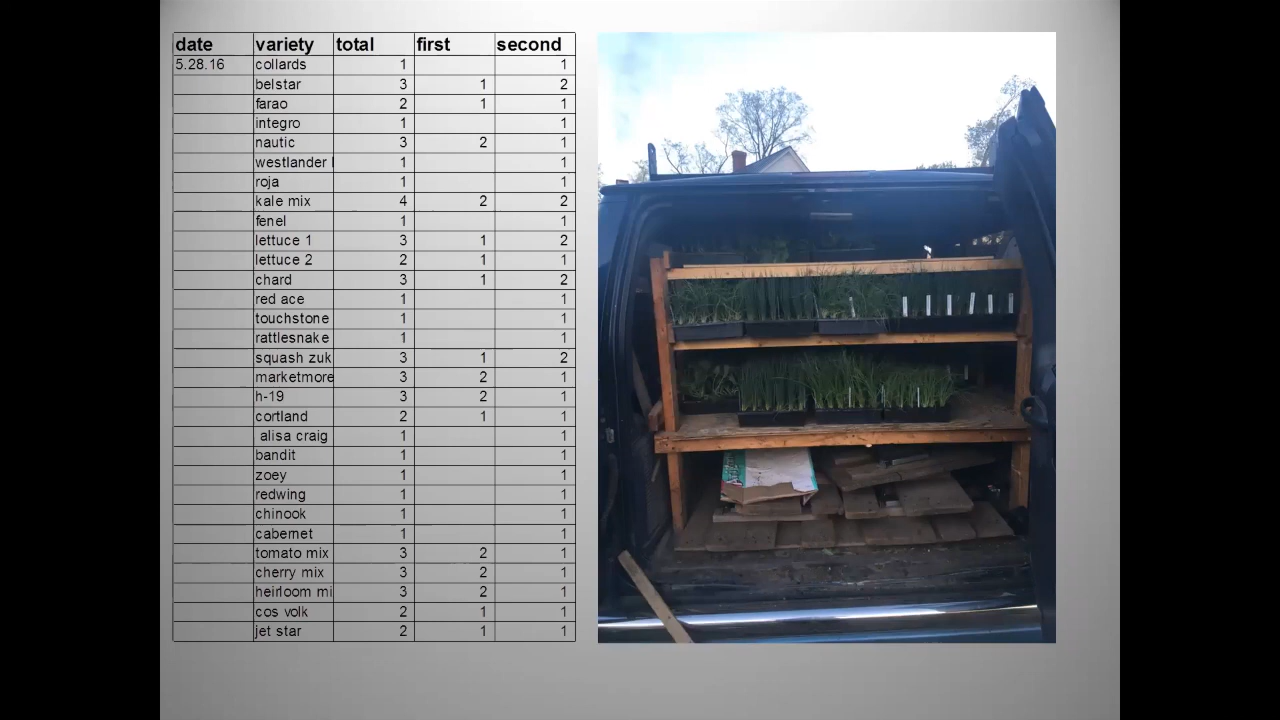 date variety total first second
5.28.16 collards 1 1
belstar 3 1 2
farao 2 1 1
integro 1 1
nautic 3 2 1
westlander 1 1
roja 1 1
kale mix 4 2 2
fenel 1 1
lettuce 1 3 1 2
lettuce 2 2 1 1
chard 3 1 2
red ace 1 1
touchstone 1 1
rattlesnake 1 1
squash zuk 3 1 2
marketmore 3 2 1
h-19 3 2 1
cortland 2 1 1
alisa craig 1 1
bandit 1 1
zoey 1 1
redwing 1 1
chinook 1 1
cabernet 1 1
tomato mix 3 2 1
cherry mix 3 2 1
heirloom mi 3 2 1
cos volk 2 1 1
jet star 2 1 1